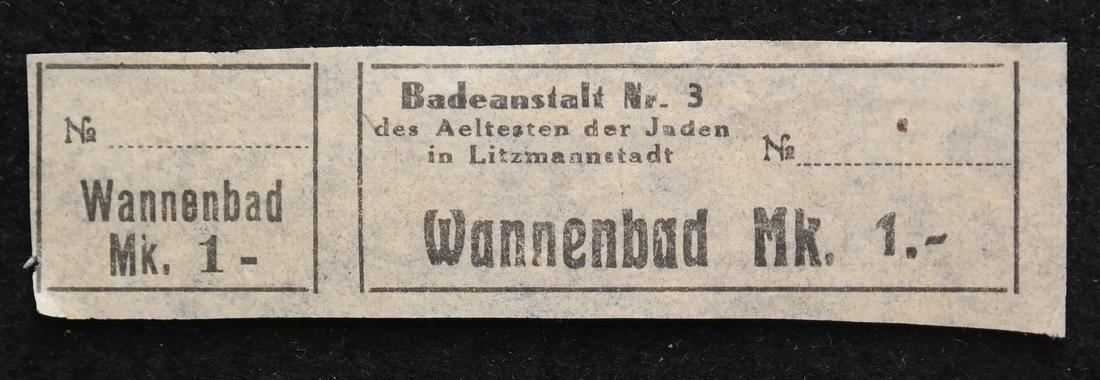 №
Wannenbad
Mk. 1 -
Badeanstalt Nr. 3
des Aeltesten der Juden
in Litzmannstadt
№
Wannenbad Mk. 1.-